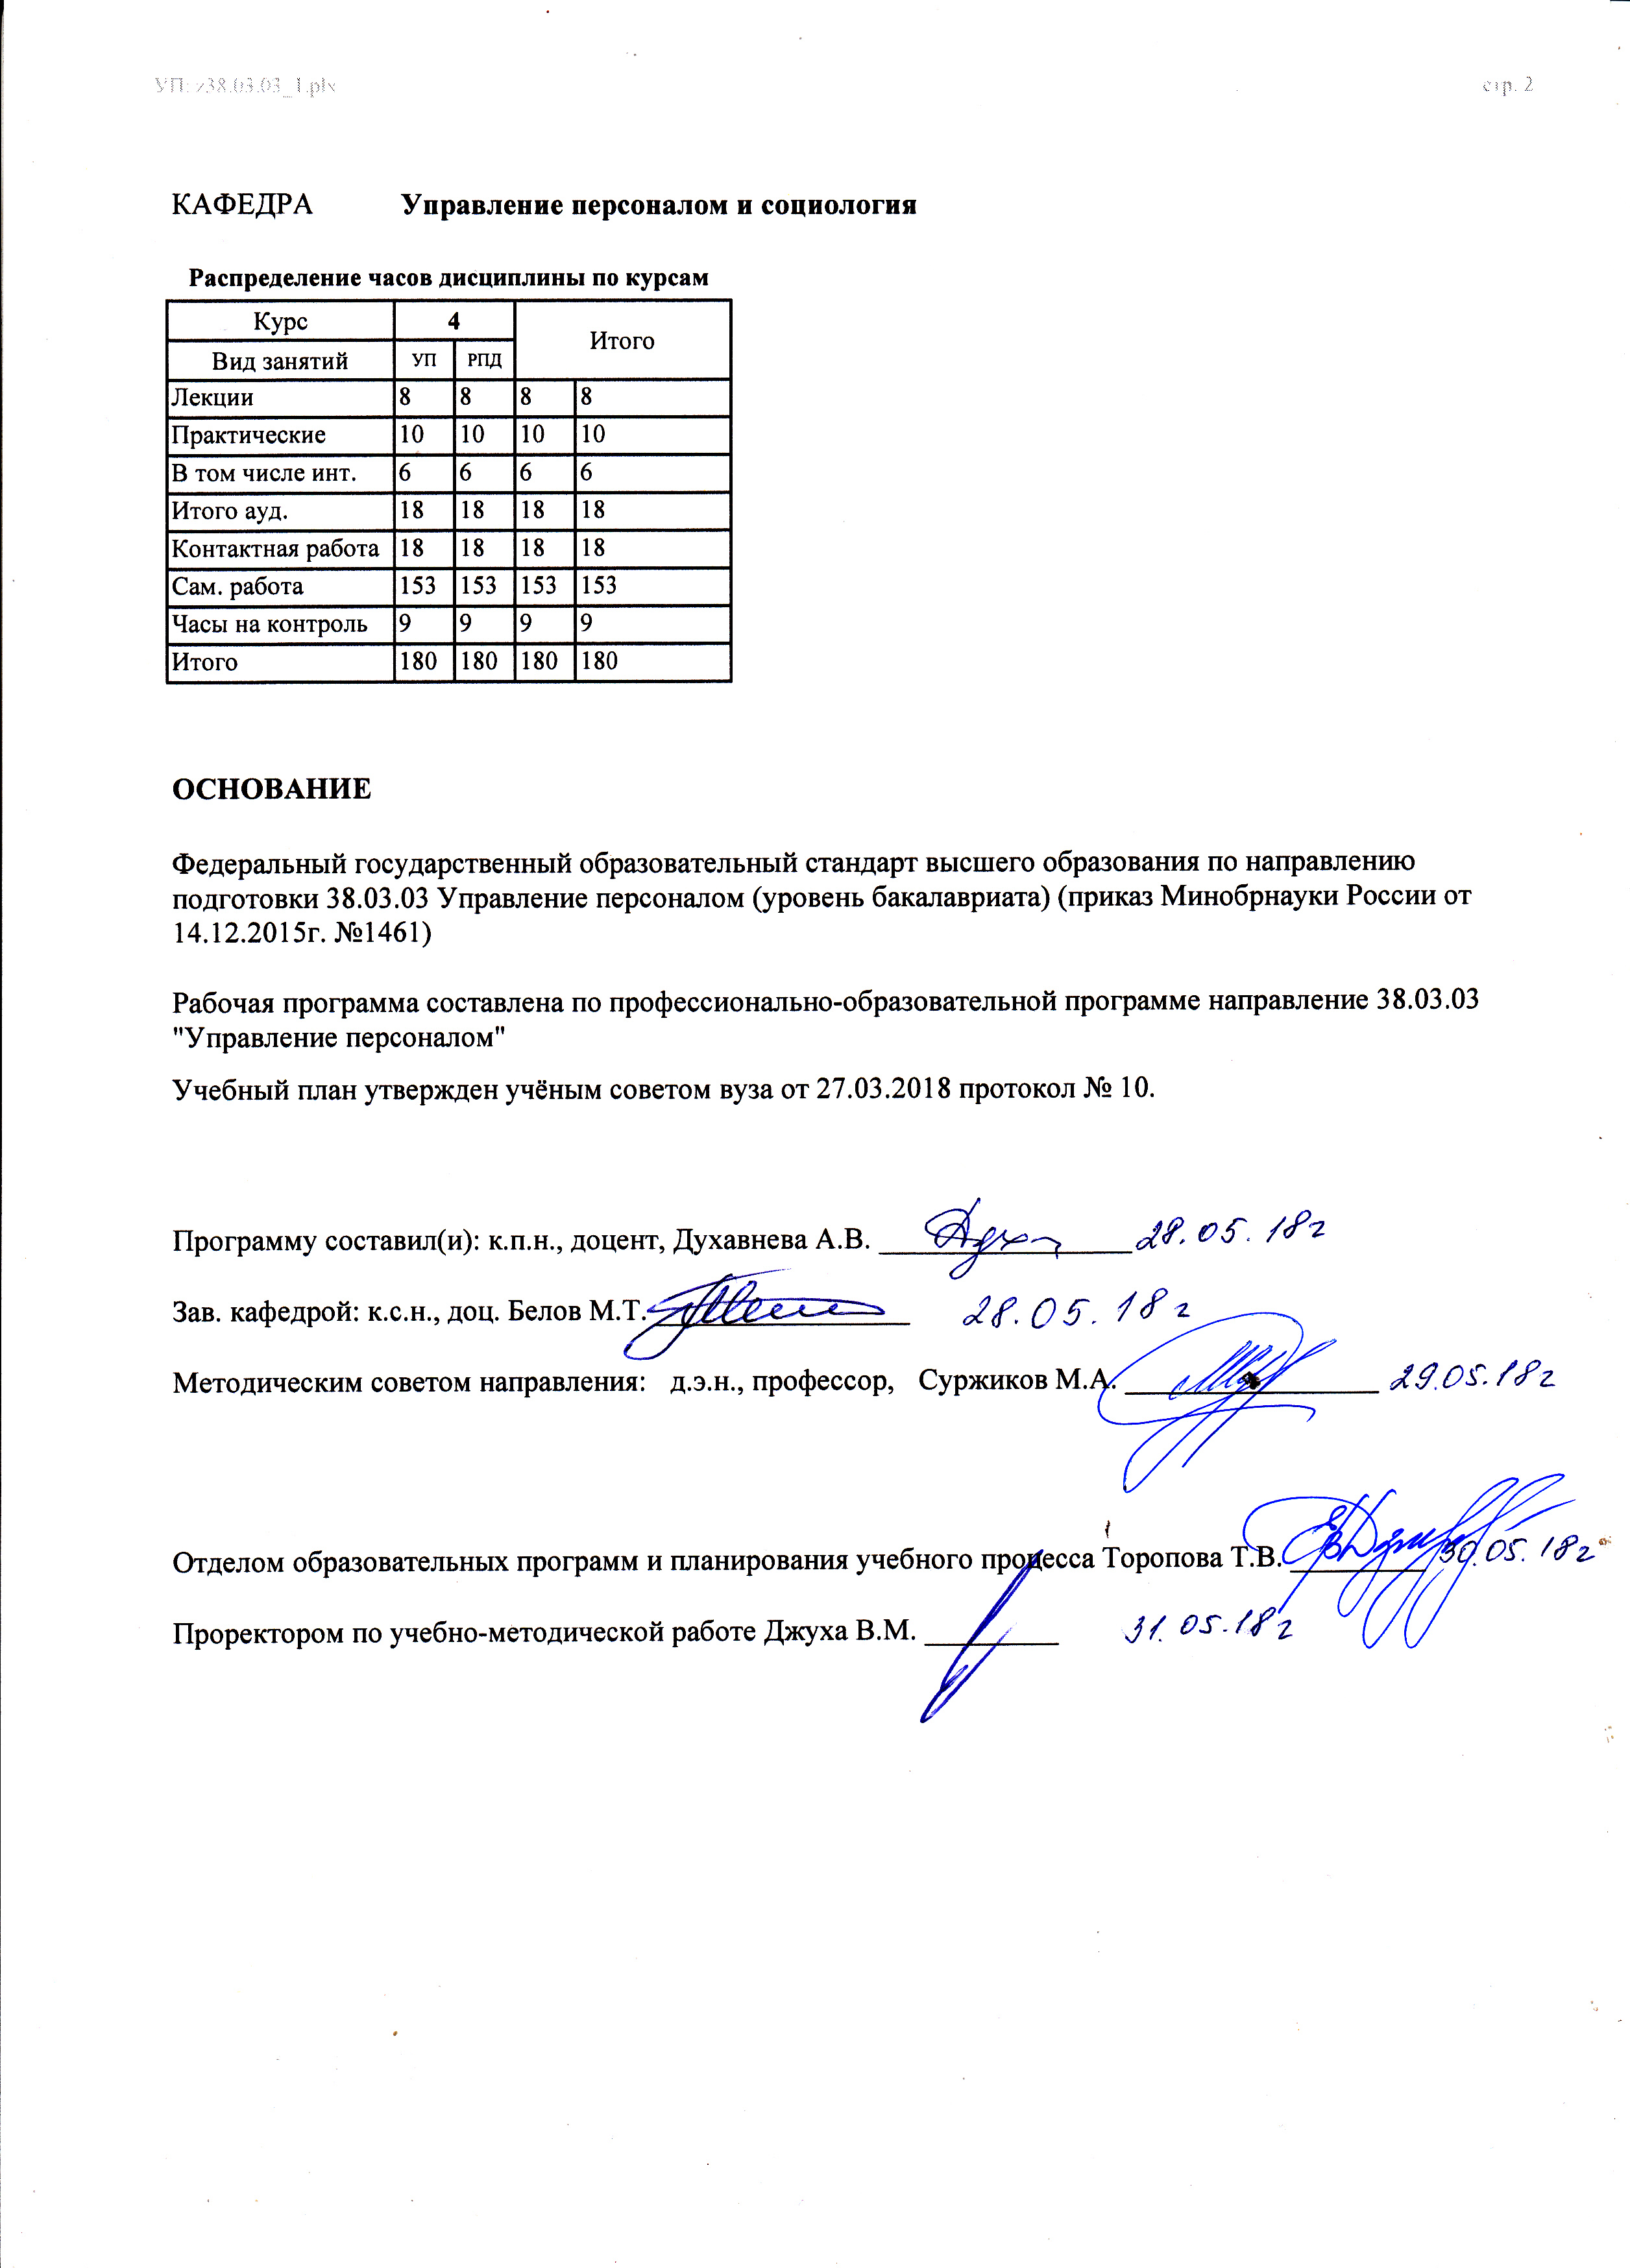 УП: z38.03.03_1.plx стр. 2
КАФЕДРА Управление персоналом и социология
Распределение часов дисциплины по курсам
Курс 4 Итого
Вид занятий УП РПД
Лекции 8 8 8 8
Практические 10 10 10 10
В том числе инт. 6 6 6 6
Итого ауд. 18 18 18 18
Контактная работа 18 18 18 18
Сам. работа 153 153 153 153
Часы на контроль 9 9 9 9
Итого 180 180 180 180
ОСНОВАНИЕ
Федеральный государственный образовательный стандарт высшего образования по направлению
подготовки 38.03.03 Управление персоналом (уровень бакалавриата) (приказ Минобрнауки России от
14.12.2015г. №1461)
Рабочая программа составлена по профессионально-образовательной программе направление 38.03.03
"Управление персоналом"
Учебный план утвержден учёным советом вуза от 27.03.2018 протокол № 10.
Программу составил(и): к.п.н., доцент, Духавнева А.В. 28.05.18г
Зав. кафедрой: к.с.н., доц. Белов М.Т. 28.05.18г
Методическим советом направления: д.э.н., профессор, Суржиков М.А. 29.05.18г
Отделом образовательных программ и планирования учебного процесса Торопова Т.В. 30.05.18г
Проректором по учебно-методической работе Джуха В.М. 31.05.18г